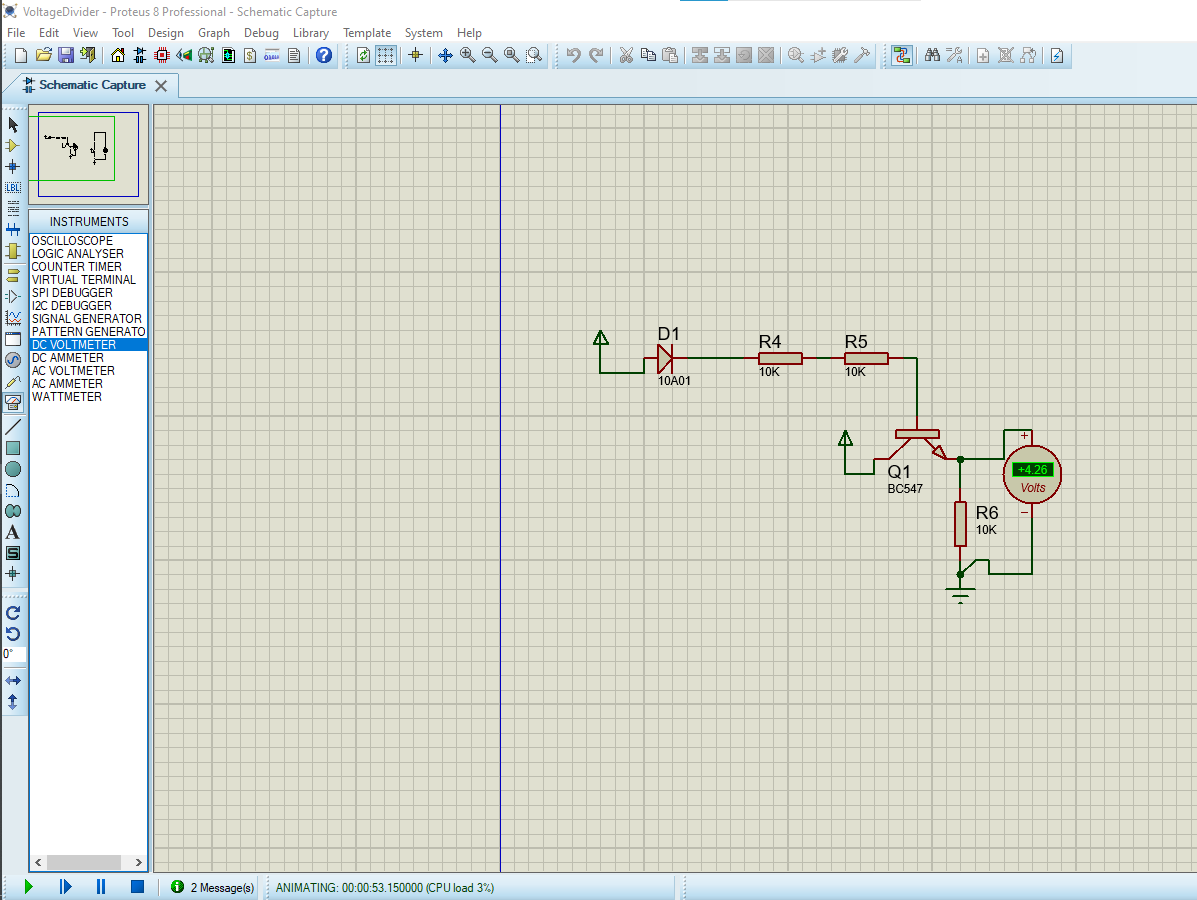 VoltageDivider - Proteus 8 Professional - Schematic Capture
File Edit View Tool Design Graph Debug Library Template System Help
Schematic Capture
LBL
INSTRUMENTS
OSCILLOSCOPE
LOGIC ANALYSER
COUNTER TIMER
VIRTUAL TERMINAL
SPI DEBUGGER
I2C DEBUGGER
SIGNAL GENERATOR
PATTERN GENERATO
DC VOLTMETER
DC AMMETER
AC VOLTMETER
AC AMMETER
WATTMETER
A
S
0°
D1
10A01
R4
10K
R5
10K
Q1
BC547
+
+4.26
Volts
−
R6
10K
2 Message(s)
ANIMATING: 00:00:53.150000 (CPU load 3%)